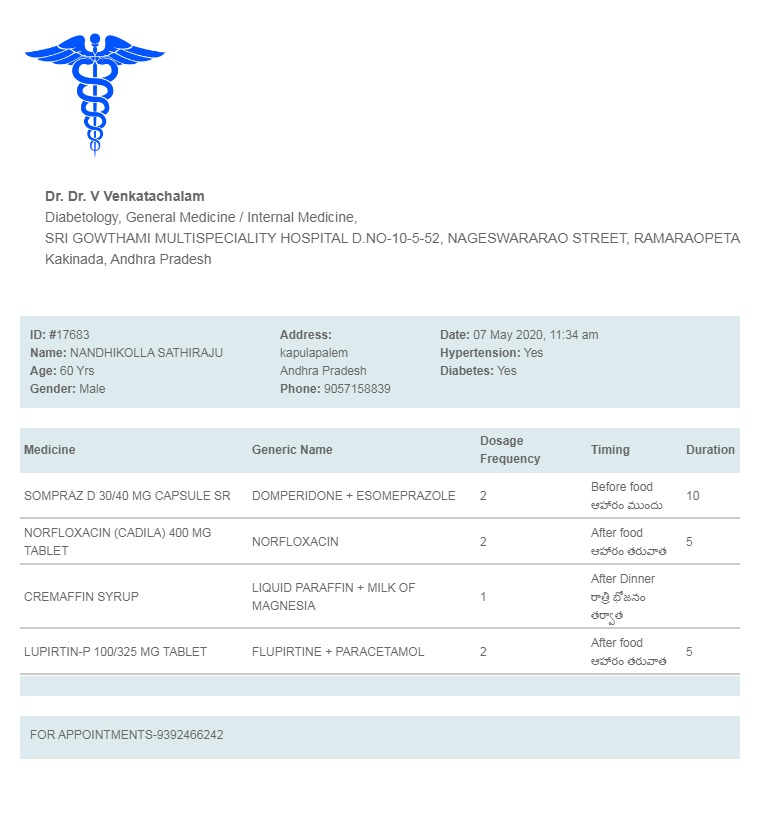 Dr. Dr. V Venkatachalam
Diabetology, General Medicine / Internal Medicine,
SRI GOWTHAMI MULTISPECIALITY HOSPITAL D.NO-10-5-52, NAGESWARARAO STREET, RAMARAOPETA
Kakinada, Andhra Pradesh
ID: #17683
Name: NANDHIKOLLA SATHIRAJU
Age: 60 Yrs
Gender: Male
Address:
kapulapalem
Andhra Pradesh
Phone: 9057158839
Date: 07 May 2020, 11:34 am
Hypertension: Yes
Diabetes: Yes
Medicine Generic Name Dosage Frequency Timing Duration
SOMPRAZ D 30/40 MG CAPSULE SR DOMPERIDONE + ESOMEPRAZOLE 2 Before food 10
ఆహారం ముందు
NORFLOXACIN (CADILA) 400 MG TABLET NORFLOXACIN 2 After food 5
ఆహారం తరువాత
CREMAFFIN SYRUP LIQUID PARAFFIN + MILK OF MAGNESIA 1 After Dinner
రాత్రి భోజనం
తర్వాత
LUPIRTIN-P 100/325 MG TABLET FLUPIRTINE + PARACETAMOL 2 After food 5
ఆహారం తరువాత
FOR APPOINTMENTS-9392466242